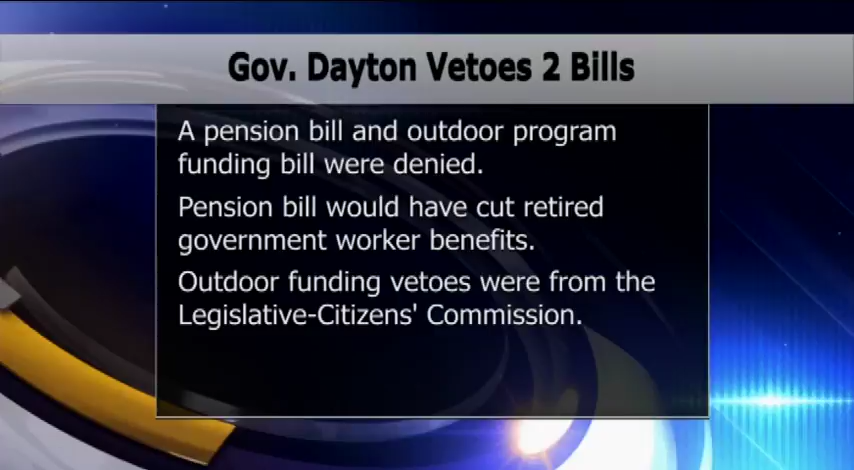 Gov. Dayton Vetoes 2 Bills
A pension bill and outdoor program
funding bill were denied.
Pension bill would have cut retired
government worker benefits.
Outdoor funding vetoes were from the
Legislative-Citizens' Commission.